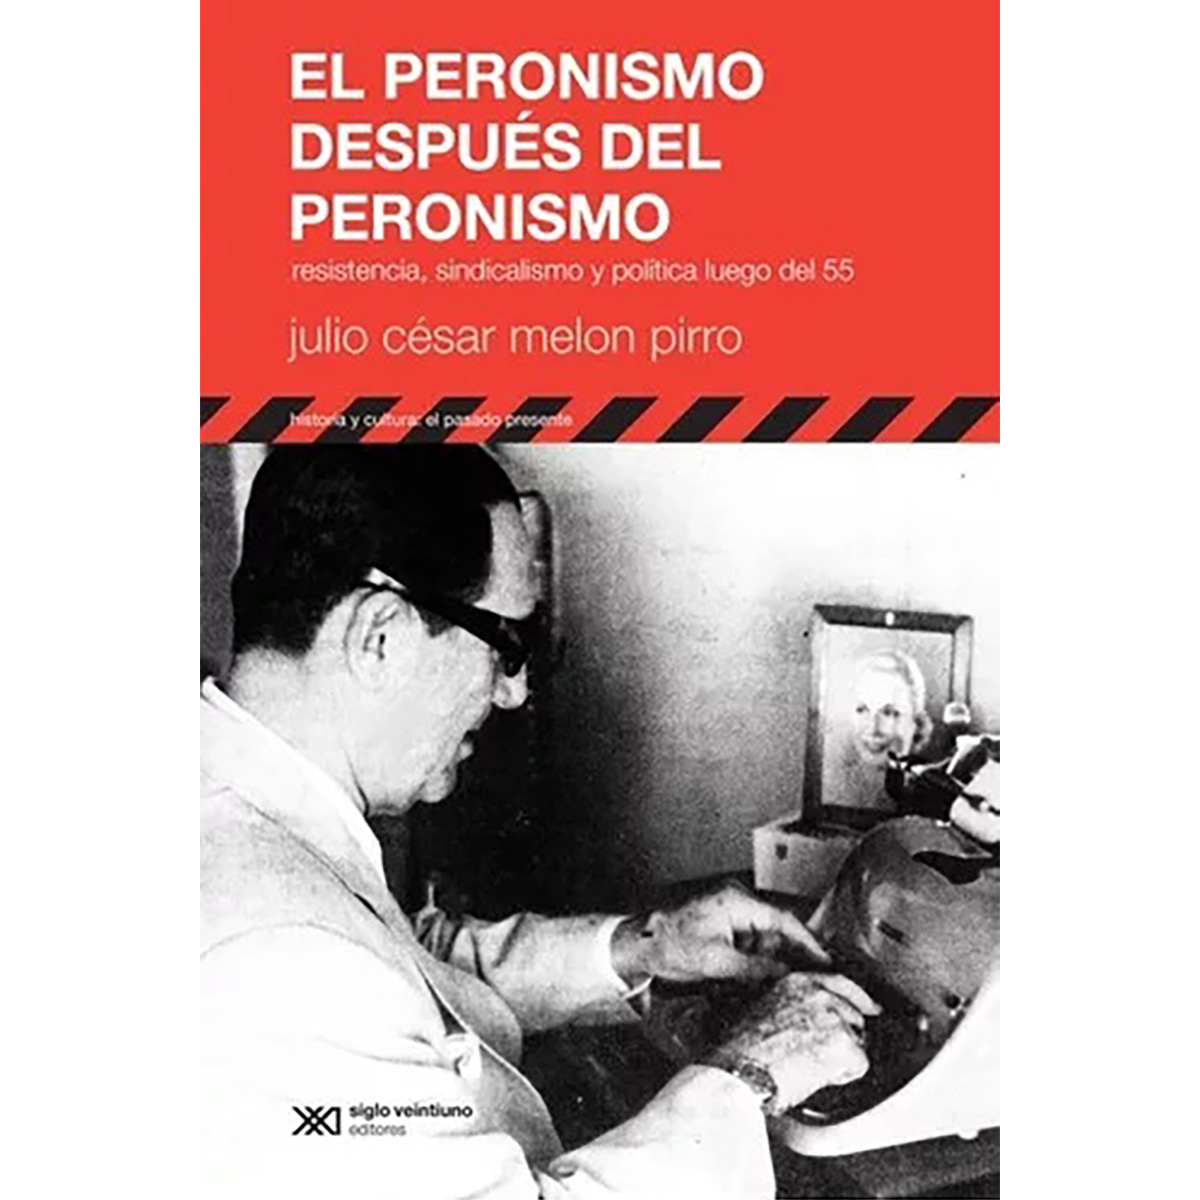 EL PERONISMO
DESPUÉS DEL
PERONISMO
resistencia, sindicalismo y política luego del 55
julio césar melon pirro
historia y cultura: el pasado presente
siglo veintiuno
editores